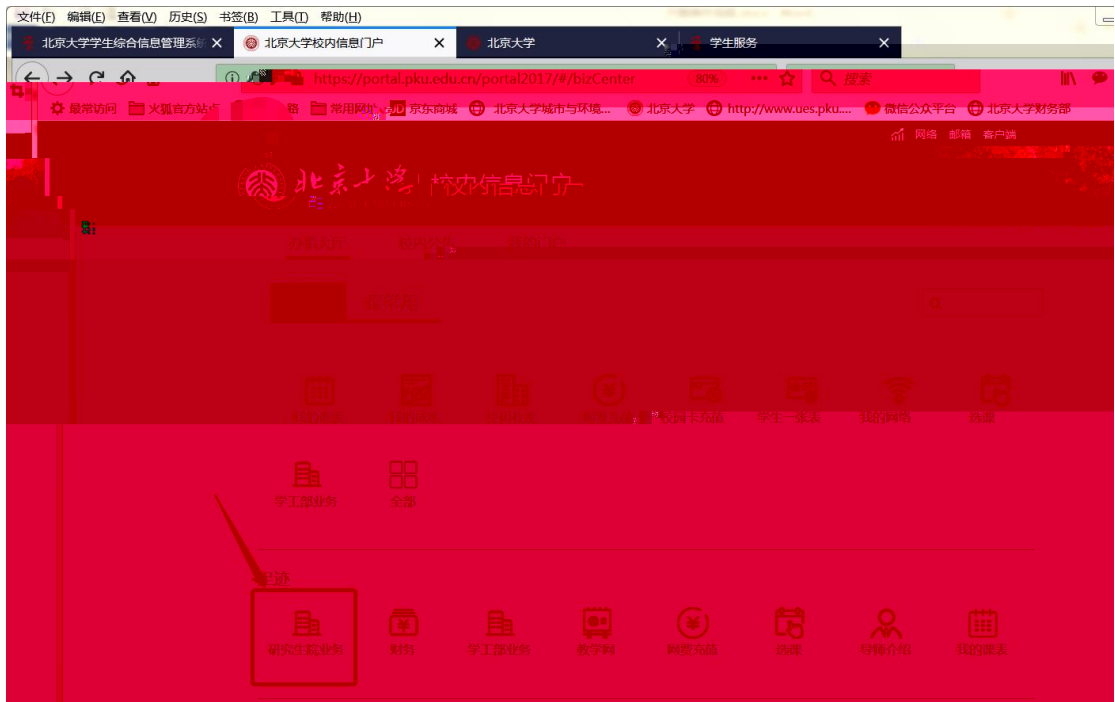 文件(F) 编辑(E) 查看(V) 历史(S) 书签(B) 工具(T) 帮助(H)
北京大学学生综合信息管理系统 北京大学校内信息门户 北京大学 学生服务
https://portal.pku.edu.cn/portal2017/#/bizCenter 80% 搜索
最常访问 火狐官方站点 常用网址 京东商城 北京大学城市与环境... 北京大学 http://www.ues.pku.... 微信公众平台 北京大学财务部
网络 邮箱 客户端
北京大学 校内信息门户
校园卡充值 学生一张表 我的网络 选课
学工部业务 全部
足迹
研究生院业务 财务 学工部业务 教学网 网费充值 选课 导师介绍 我的课表